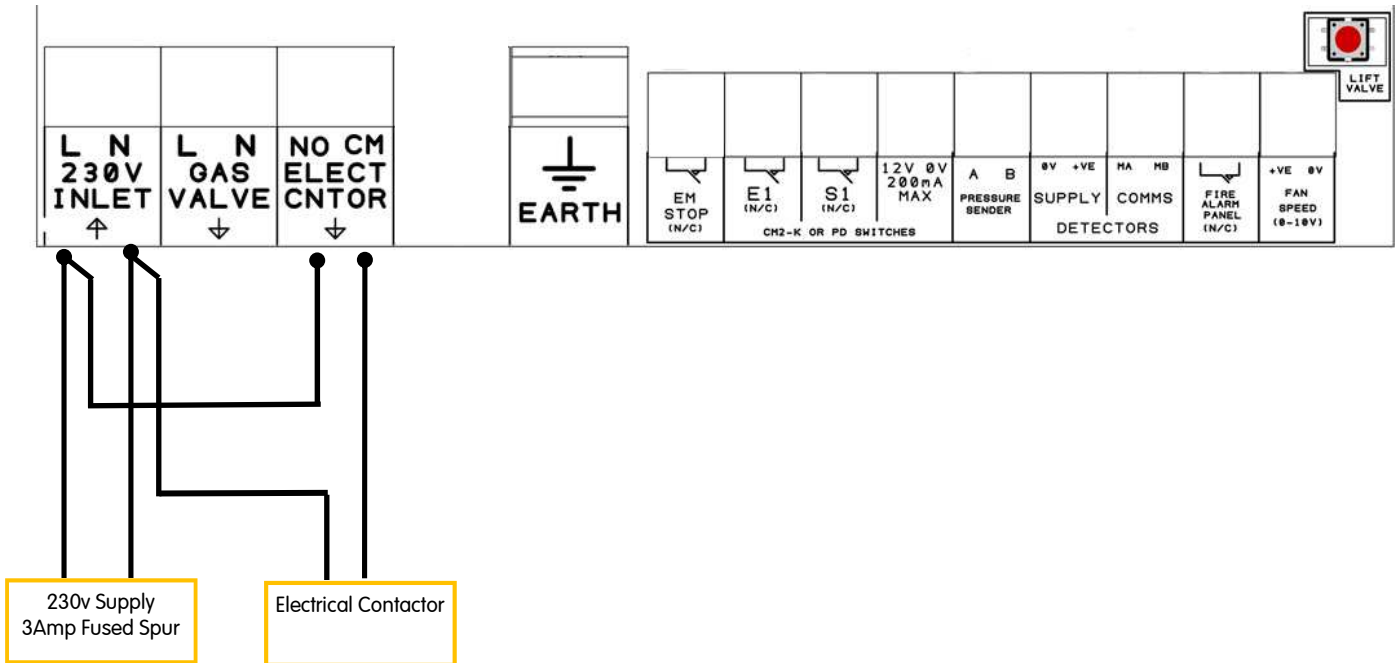 LIFT
VALVE
L N
230V
INLET
L N
GAS
VALVE
NO CM
ELECT
CNTOR
EARTH
EM
STOP
(N/C)
E1
(N/C)
S1
(N/C)
12V 0V
200mA
MAX
CM2-K OR PD SWITCHES
A B
PRESSURE
SENDER
0V +VE
SUPPLY
MA MB
COMMS
DETECTORS
FIRE
ALARM
PANEL
(N/C)
+VE 0V
FAN
SPEED
(0-10V)
230v Supply
3Amp Fused Spur
Electrical Contactor